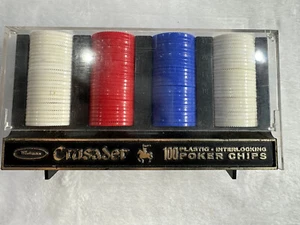 Crusader
100 PLASTIC • INTERLOCKING
POKER CHIPS